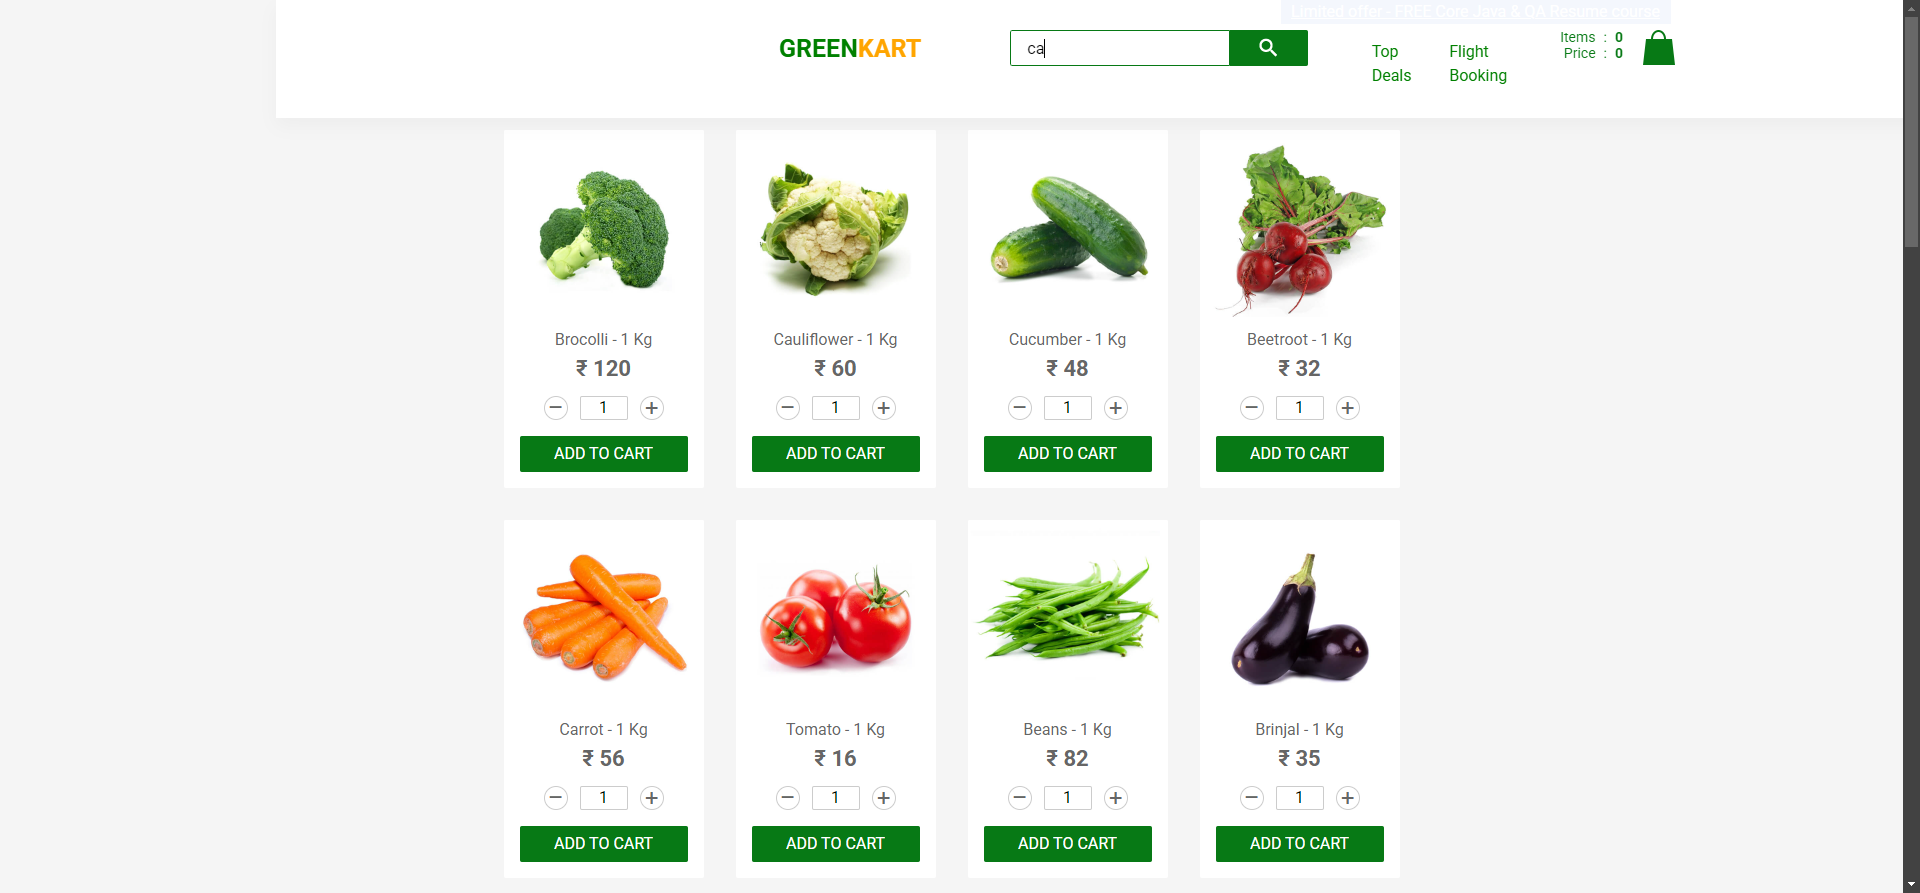 Limited offer - FREE Core Java & QA Resume course
GREENKART
ca
Top
Deals
Flight
Booking
Items : 0
Price : 0
Brocolli - 1 Kg
₹ 120
− 1 +
ADD TO CART
Cauliflower - 1 Kg
₹ 60
− 1 +
ADD TO CART
Cucumber - 1 Kg
₹ 48
− 1 +
ADD TO CART
Beetroot - 1 Kg
₹ 32
− 1 +
ADD TO CART
Carrot - 1 Kg
₹ 56
− 1 +
ADD TO CART
Tomato - 1 Kg
₹ 16
− 1 +
ADD TO CART
Beans - 1 Kg
₹ 82
− 1 +
ADD TO CART
Brinjal - 1 Kg
₹ 35
− 1 +
ADD TO CART